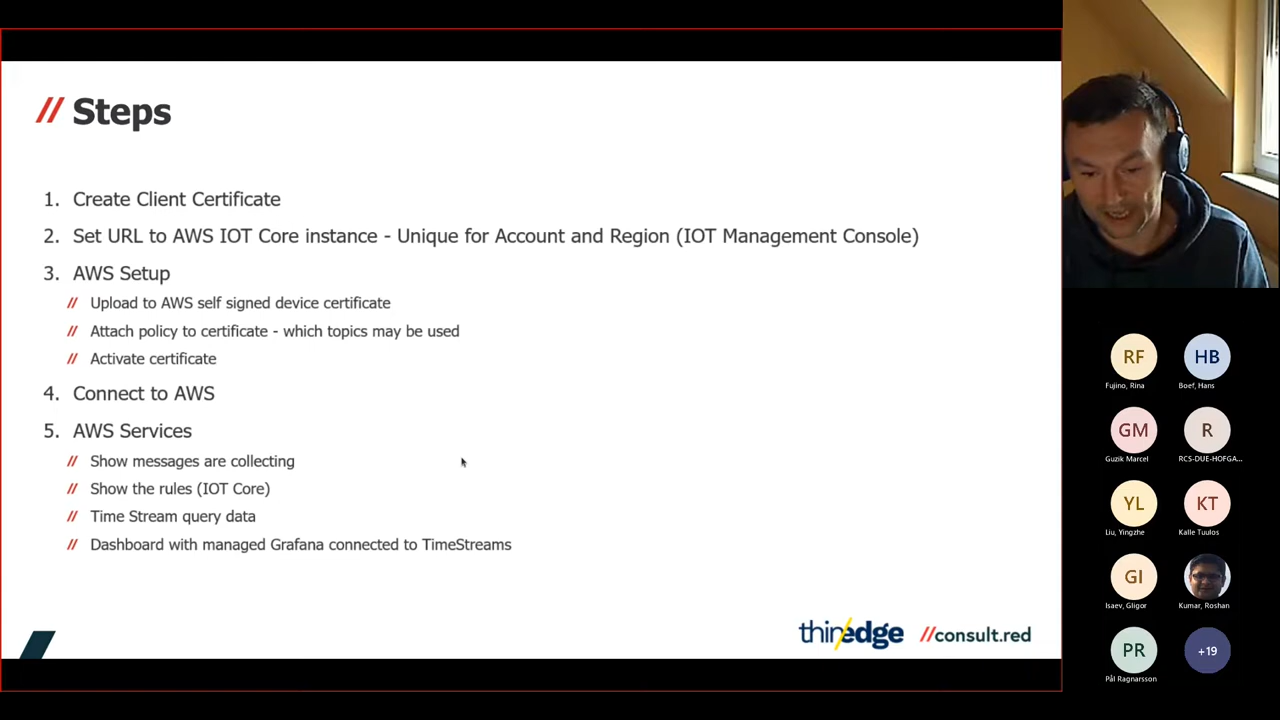 // Steps
1. Create Client Certificate
2. Set URL to AWS IOT Core instance - Unique for Account and Region (IOT Management Console)
3. AWS Setup
// Upload to AWS self signed device certificate
// Attach policy to certificate - which topics may be used
// Activate certificate
4. Connect to AWS
5. AWS Services
// Show messages are collecting
// Show the rules (IOT Core)
// Time Stream query data
// Dashboard with managed Grafana connected to TimeStreams
thin/edge //consult.red
RF HB
Fujino, Rina Boef, Hans
GM R
Guzik Marcel RCS-DUE-HOFGA...
YL KT
Liu, Yingzhe Kalle Tuulos
GI
Isaev, Gligor Kumar, Roshan
PR +19
Pål Ragnarsson